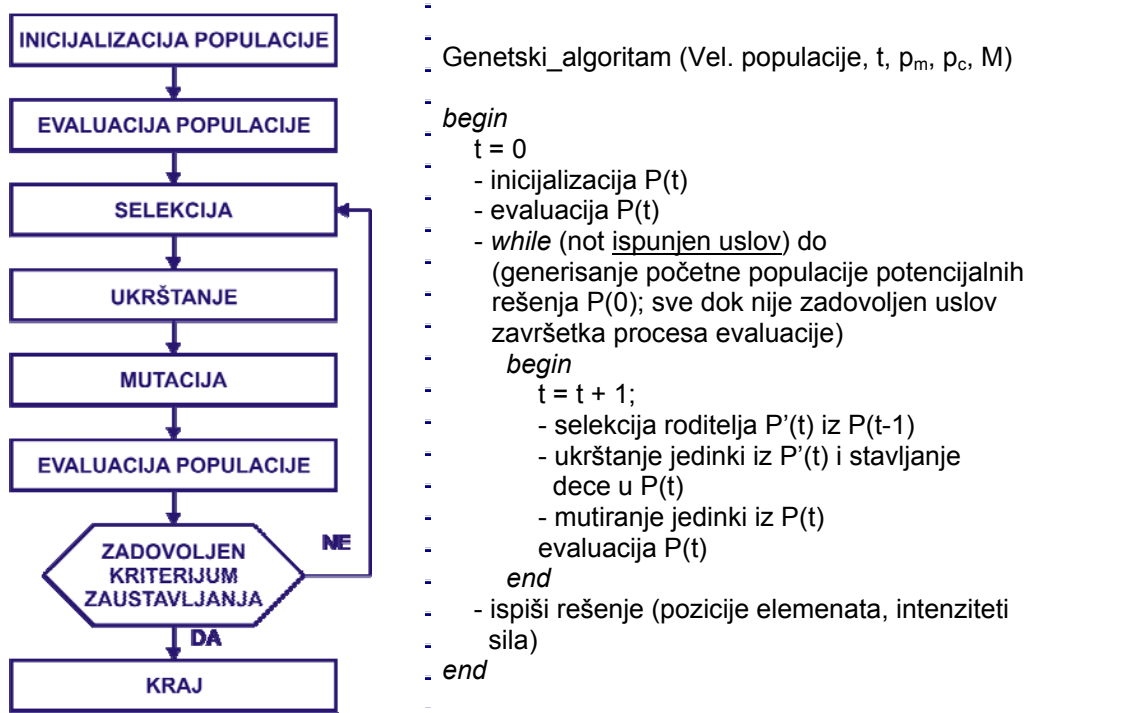 INICIJALIZACIJA POPULACIJE
EVALUACIJA POPULACIJE
SELEKCIJA
UKRŠTANJE
MUTACIJA
EVALUACIJA POPULACIJE
ZADOVOLJEN
KRITERIJUM
ZAUSTAVLJANJA
NE
DA
KRAJ
Genetski_algoritam (Vel. populacije, t, pm, pc, M)
begin
t = 0
- inicijalizacija P(t)
- evaluacija P(t)
- while (not ispunjen uslov) do
(generisanje početne populacije potencijalnih
rešenja P(0); sve dok nije zadovoljen uslov
završetka procesa evaluacije)
begin
t = t + 1;
- selekcija roditelja P’(t) iz P(t-1)
- ukrštanje jedinki iz P’(t) i stavljanje
dece u P(t)
- mutiranje jedinki iz P(t)
evaluacija P(t)
end
- ispiši rešenje (pozicije elemenata, intenziteti
sila)
end